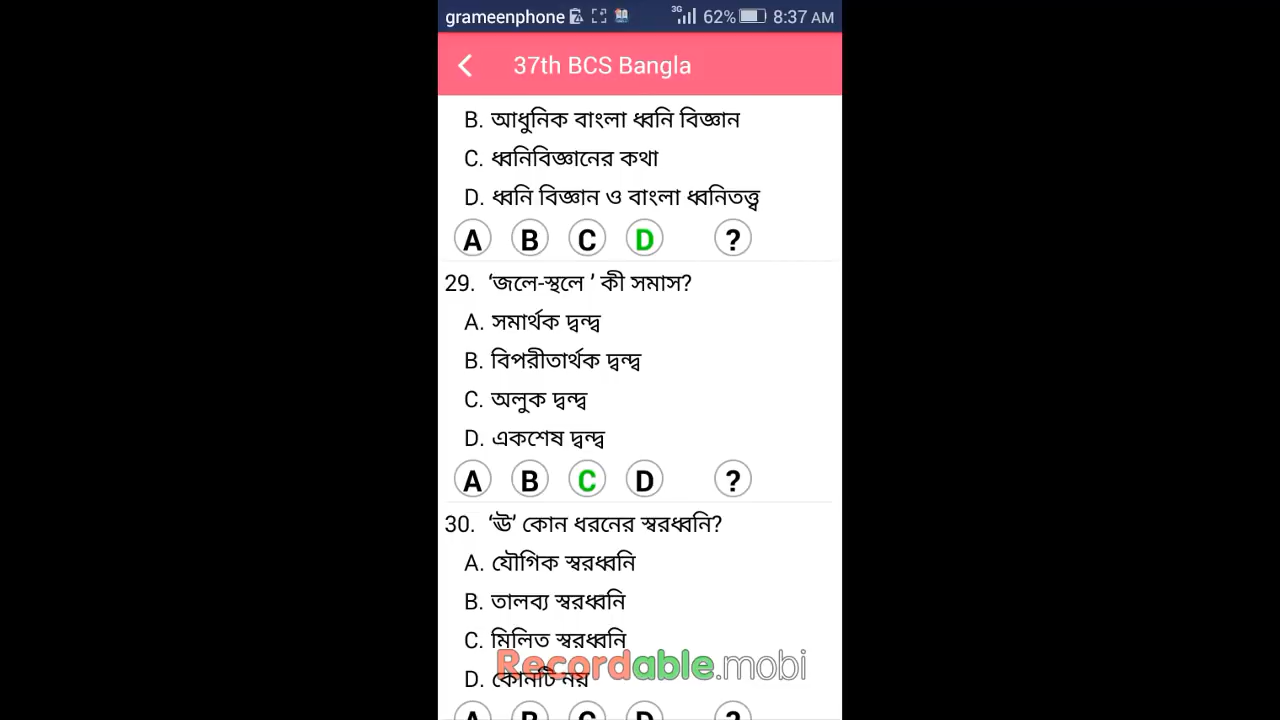 grameenphone 3G 62% 8:37 AM
37th BCS Bangla
B. আধুনিক বাংলা ধ্বনি বিজ্ঞান
C. ধ্বনিবিজ্ঞানের কথা
D. ধ্বনি বিজ্ঞান ও বাংলা ধ্বনিতত্ত্ব
A B C D ?
29. ‘জলে-স্থলে ’ কী সমাস?
A. সমার্থক দ্বন্দ্ব
B. বিপরীতার্থক দ্বন্দ্ব
C. অলুক দ্বন্দ্ব
D. একশেষ দ্বন্দ্ব
A B C D ?
30. ‘ঊ’ কোন ধরনের স্বরধ্বনি?
A. যৌগিক স্বরধ্বনি
B. তালব্য স্বরধ্বনি
C. মিলিত স্বরধ্বনি
Recordable.mobi
D. কোনটি নয়
A B C D ?